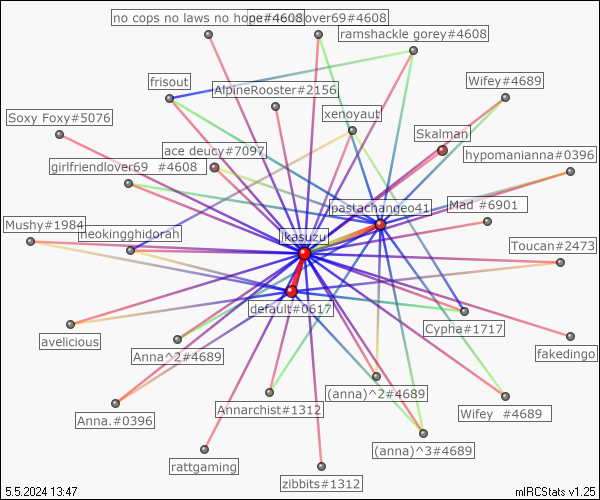 no cops no laws no hope#4608
lover69#4608
ramshackle gorey#4608
frisout
AlpineRooster#2156
Wifey#4689
Soxy Foxy#5076
xenoyaut
Skalman
ace deucy#7097
girlfriendlover69 #4608
hypomanianna#0396
pastachangeo41
Mad #6901
Mushy#1984
neokingghidorah
ikasuzu
Toucan#2473
default#0617
Cypha#1717
avelicious
Anna^2#4689
fakedingo
(anna)^2#4689
Anna.#0396
Annarchist#1312
Wifey #4689
(anna)^3#4689
rattgaming
zibbits#1312
5.5.2024 13:47
mIRCStats v1.25